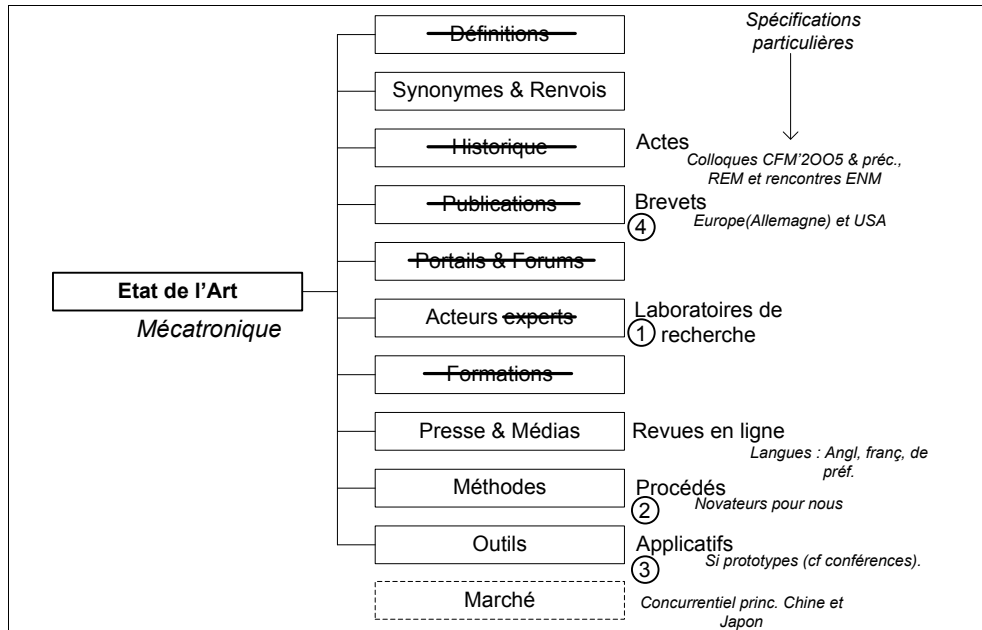 Définitions
Spécifications
particulières
Synonymes & Renvois
Historique
Actes
Colloques CFM'2OO5 & préc.,
REM et rencontres ENM
Publications
Brevets
4
Europe(Allemagne) et USA
Portails & Forums
Etat de l'Art
Mécatronique
Acteurs experts
Laboratoires de
1 recherche
Formations
Presse & Médias
Revues en ligne
Langues : Angl, franç, de
préf.
Méthodes
Procédés
2
Novateurs pour nous
Outils
Applicatifs
3
Si prototypes (cf conférences).
Marché
Concurrentiel princ. Chine et
Japon